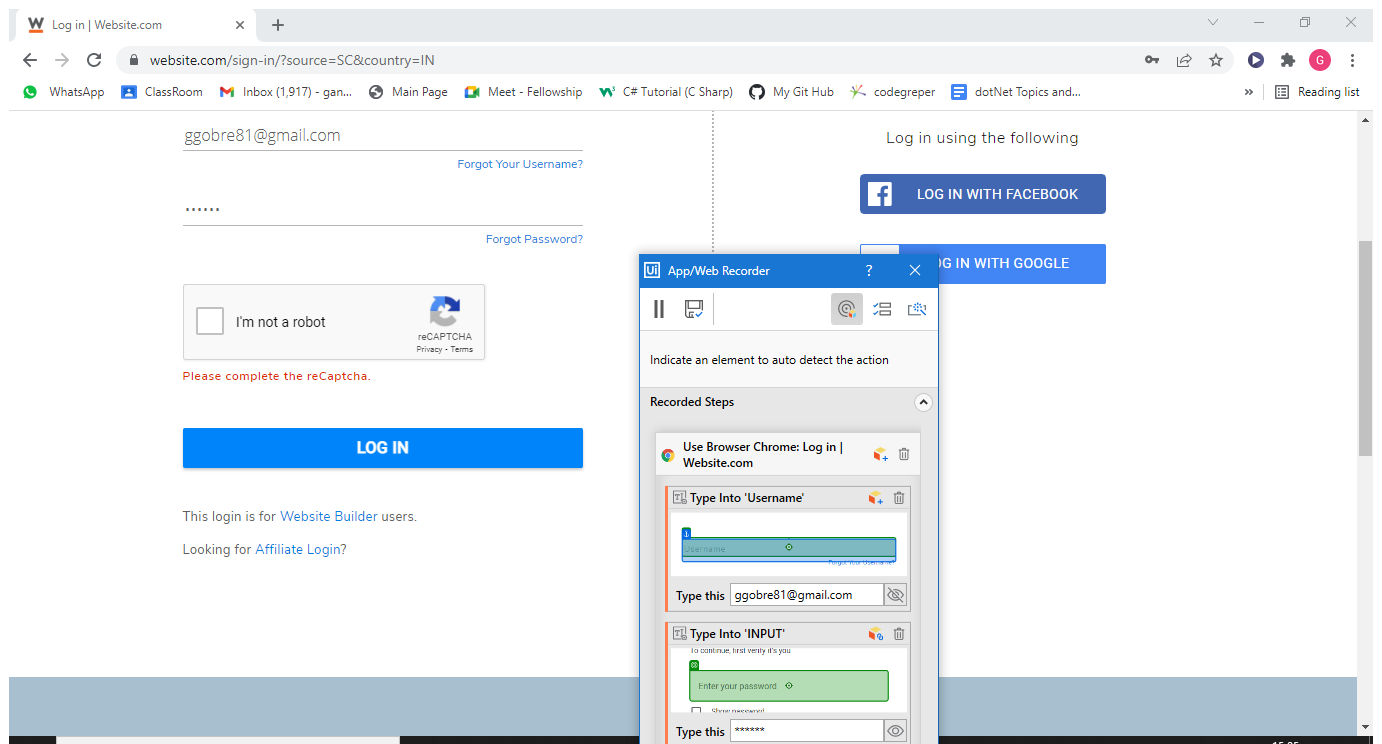 Log in | Website.com
website.com/sign-in/?source=SC&country=IN
G
WhatsApp
ClassRoom
Inbox (1,917) - gan...
Main Page
Meet - Fellowship
C# Tutorial (C Sharp)
My Git Hub
codegreper
dotNet Topics and...
»
Reading list
ggobre81@gmail.com
Forgot Your Username?
······
Forgot Password?
I'm not a robot
reCAPTCHA
Privacy - Terms
Please complete the reCaptcha.
LOG IN
This login is for Website Builder users.
Looking for Affiliate Login?
Log in using the following
LOG IN WITH FACEBOOK
OG IN WITH GOOGLE
Ui App/Web Recorder ?
Indicate an element to auto detect the action
Recorded Steps
Use Browser Chrome: Log in |
Website.com
Type Into 'Username'
Username
Forgot Your Username?
Type this ggobre81@gmail.com
Type Into 'INPUT'
To continue, first verify it's you
Enter your password
Show password
Type this ******